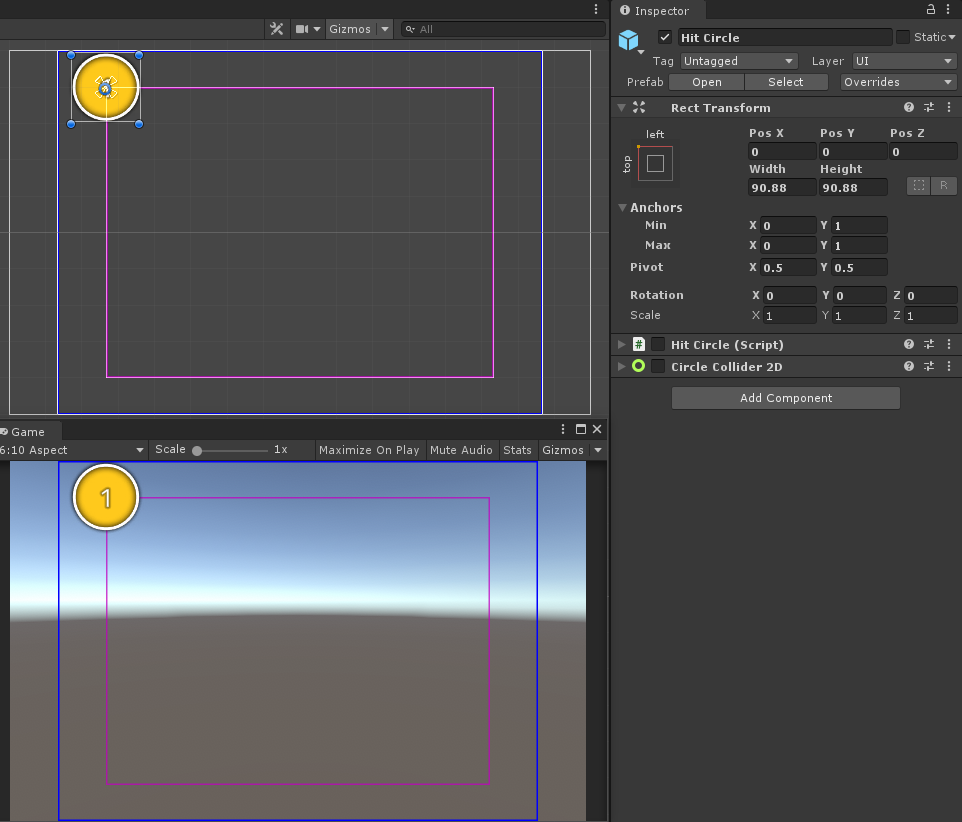 Inspector
Gizmos All
Hit Circle Static
Tag Untagged Layer UI
Prefab Open Select Overrides
Rect Transform
left
top
Pos X Pos Y Pos Z
0 0 0
Width Height
90.88 90.88 R
Anchors
Min X 0 Y 1
Max X 0 Y 1
Pivot X 0.5 Y 0.5
Rotation X 0 Y 0 Z 0
Scale X 1 Y 1 Z 1
# Hit Circle (Script)
Circle Collider 2D
Add Component
Game
6:10 Aspect Scale 1x Maximize On Play Mute Audio Stats Gizmos
1